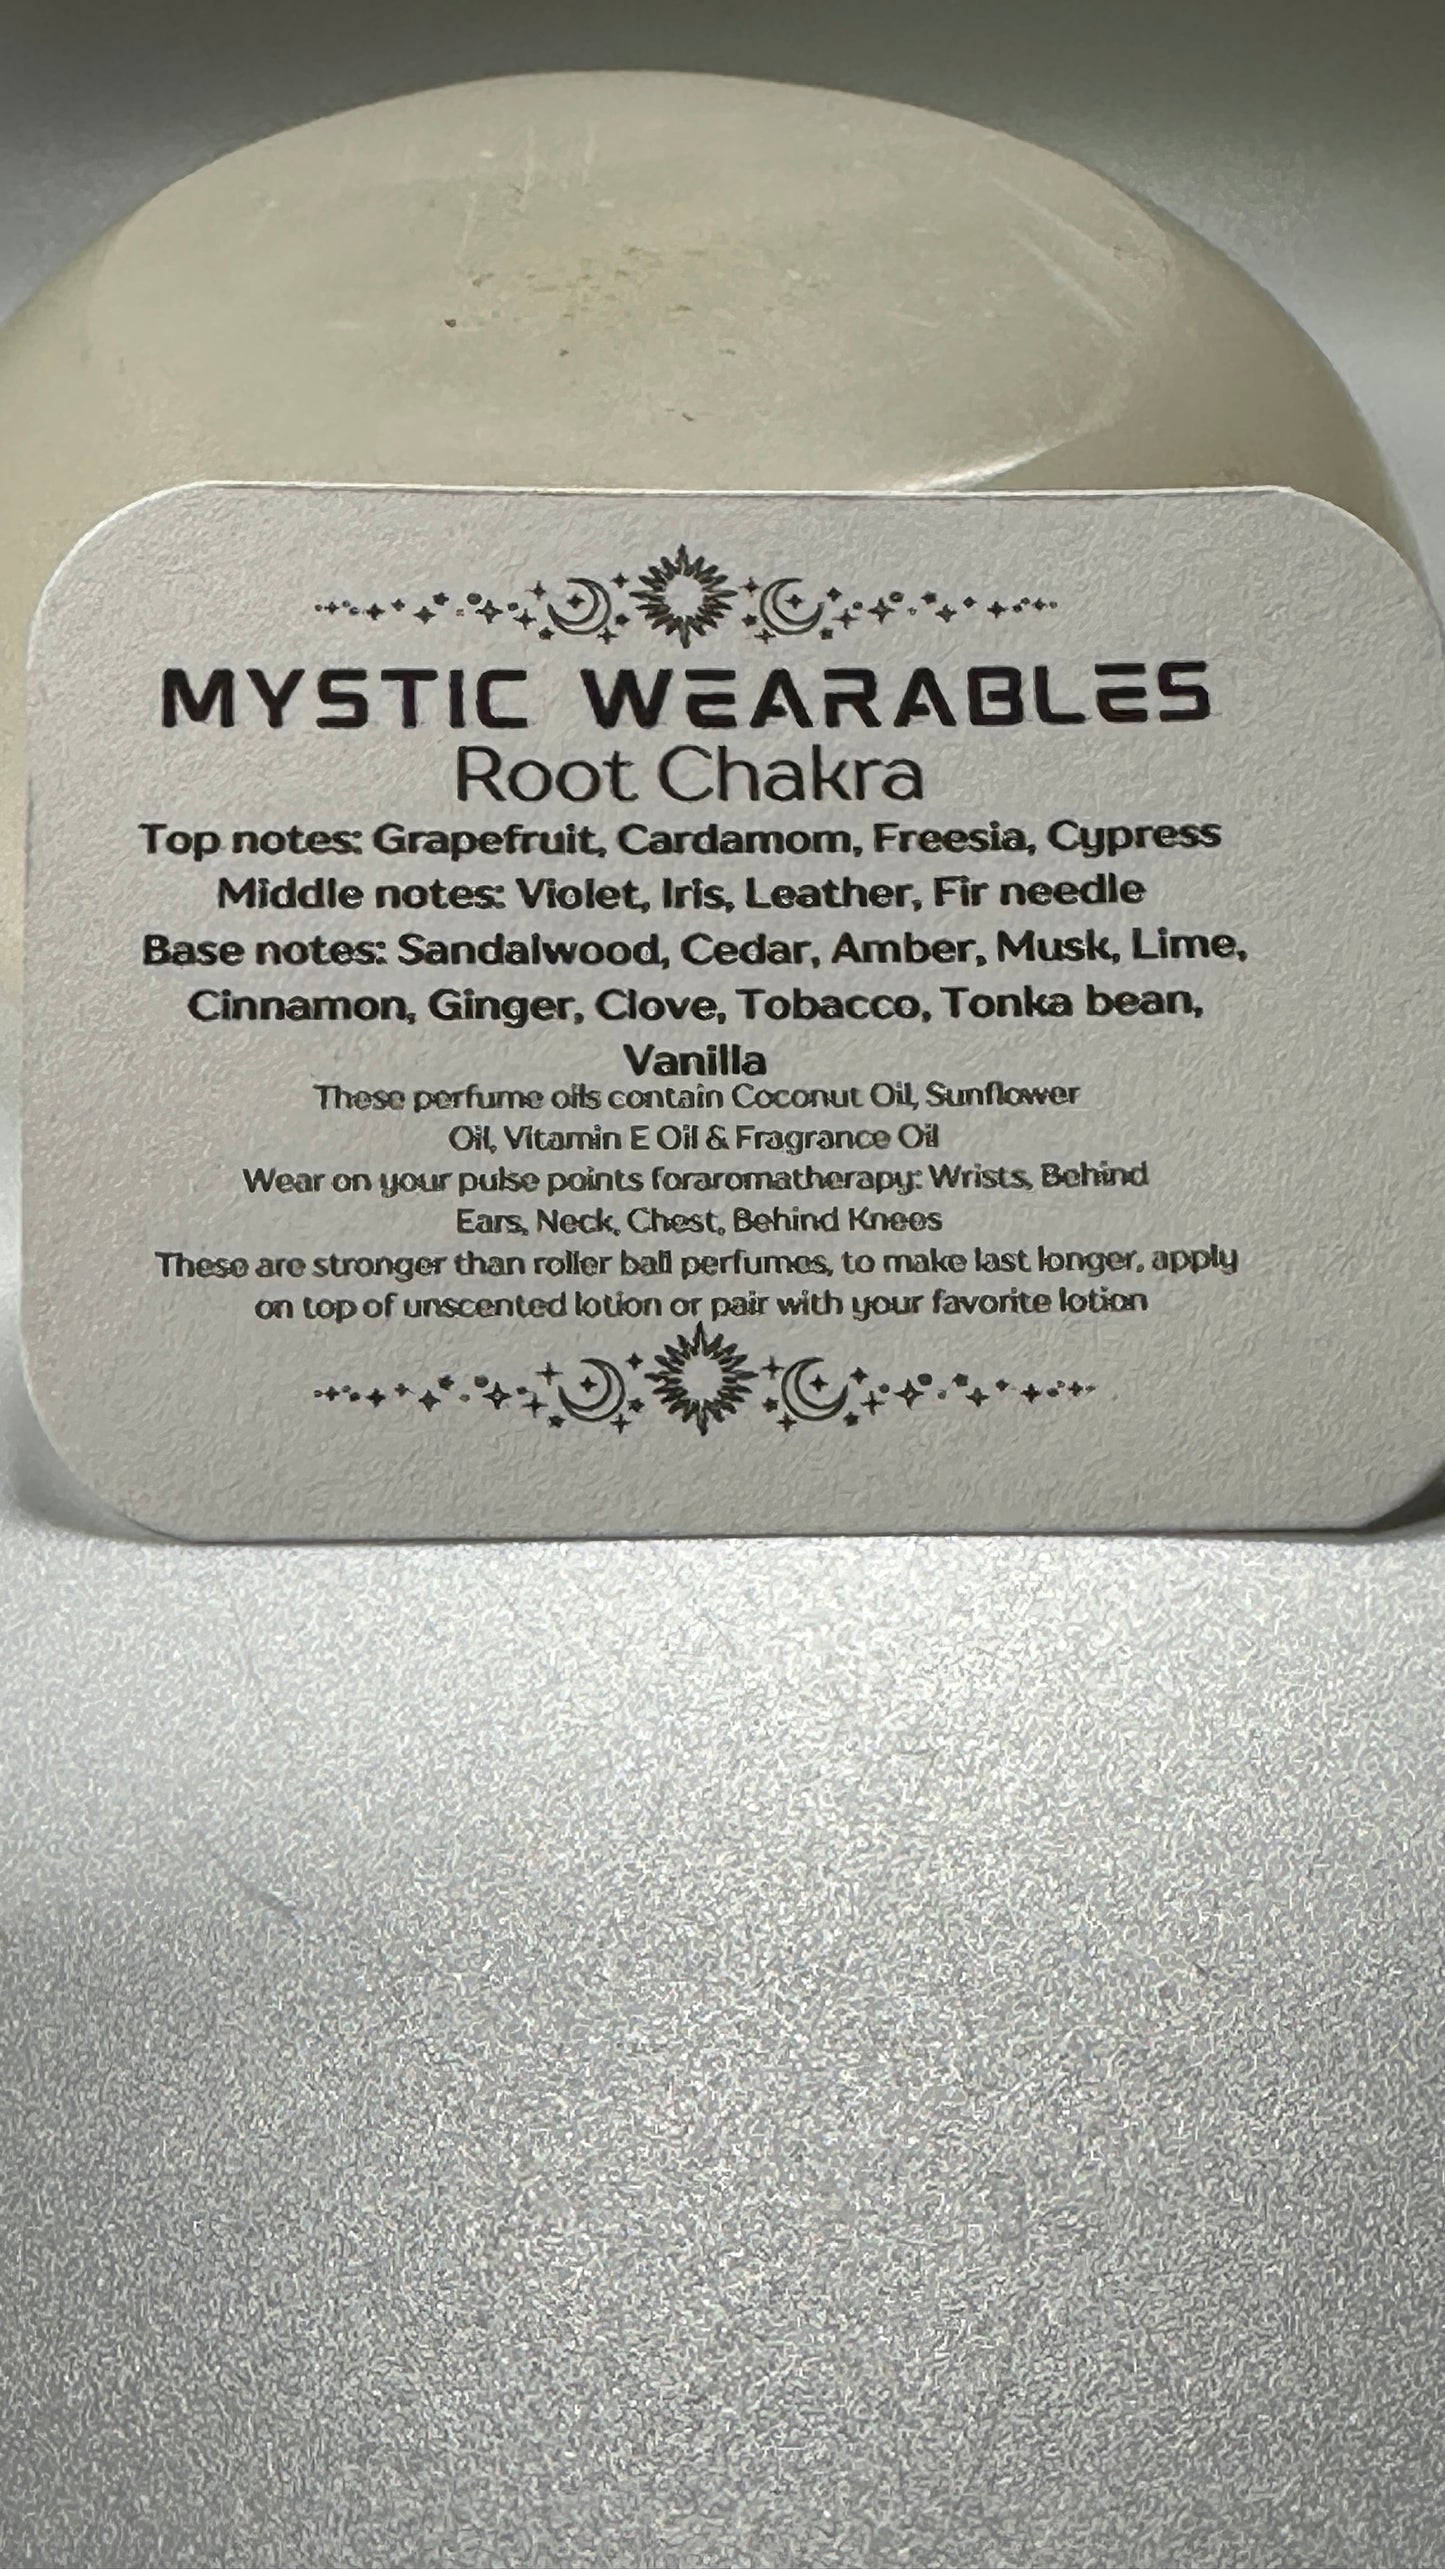 MYSTIC WEARABLES
Root Chakra
Top notes: Grapefruit, Cardamom, Freesia, Cypress
Middle notes: Violet, Iris, Leather, Fir needle
Base notes: Sandalwood, Cedar, Amber, Musk, Lime,
Cinnamon, Ginger, Clove, Tobacco, Tonka bean,
Vanilla
These perfume oils contain Coconut Oil, Sunflower
Oil, Vitamin E Oil & Fragrance Oil
Wear on your pulse points foraromatherapy: Wrists, Behind
Ears, Neck, Chest, Behind Knees
These are stronger than roller ball perfumes, to make last longer, apply
on top of unscented lotion or pair with your favorite lotion